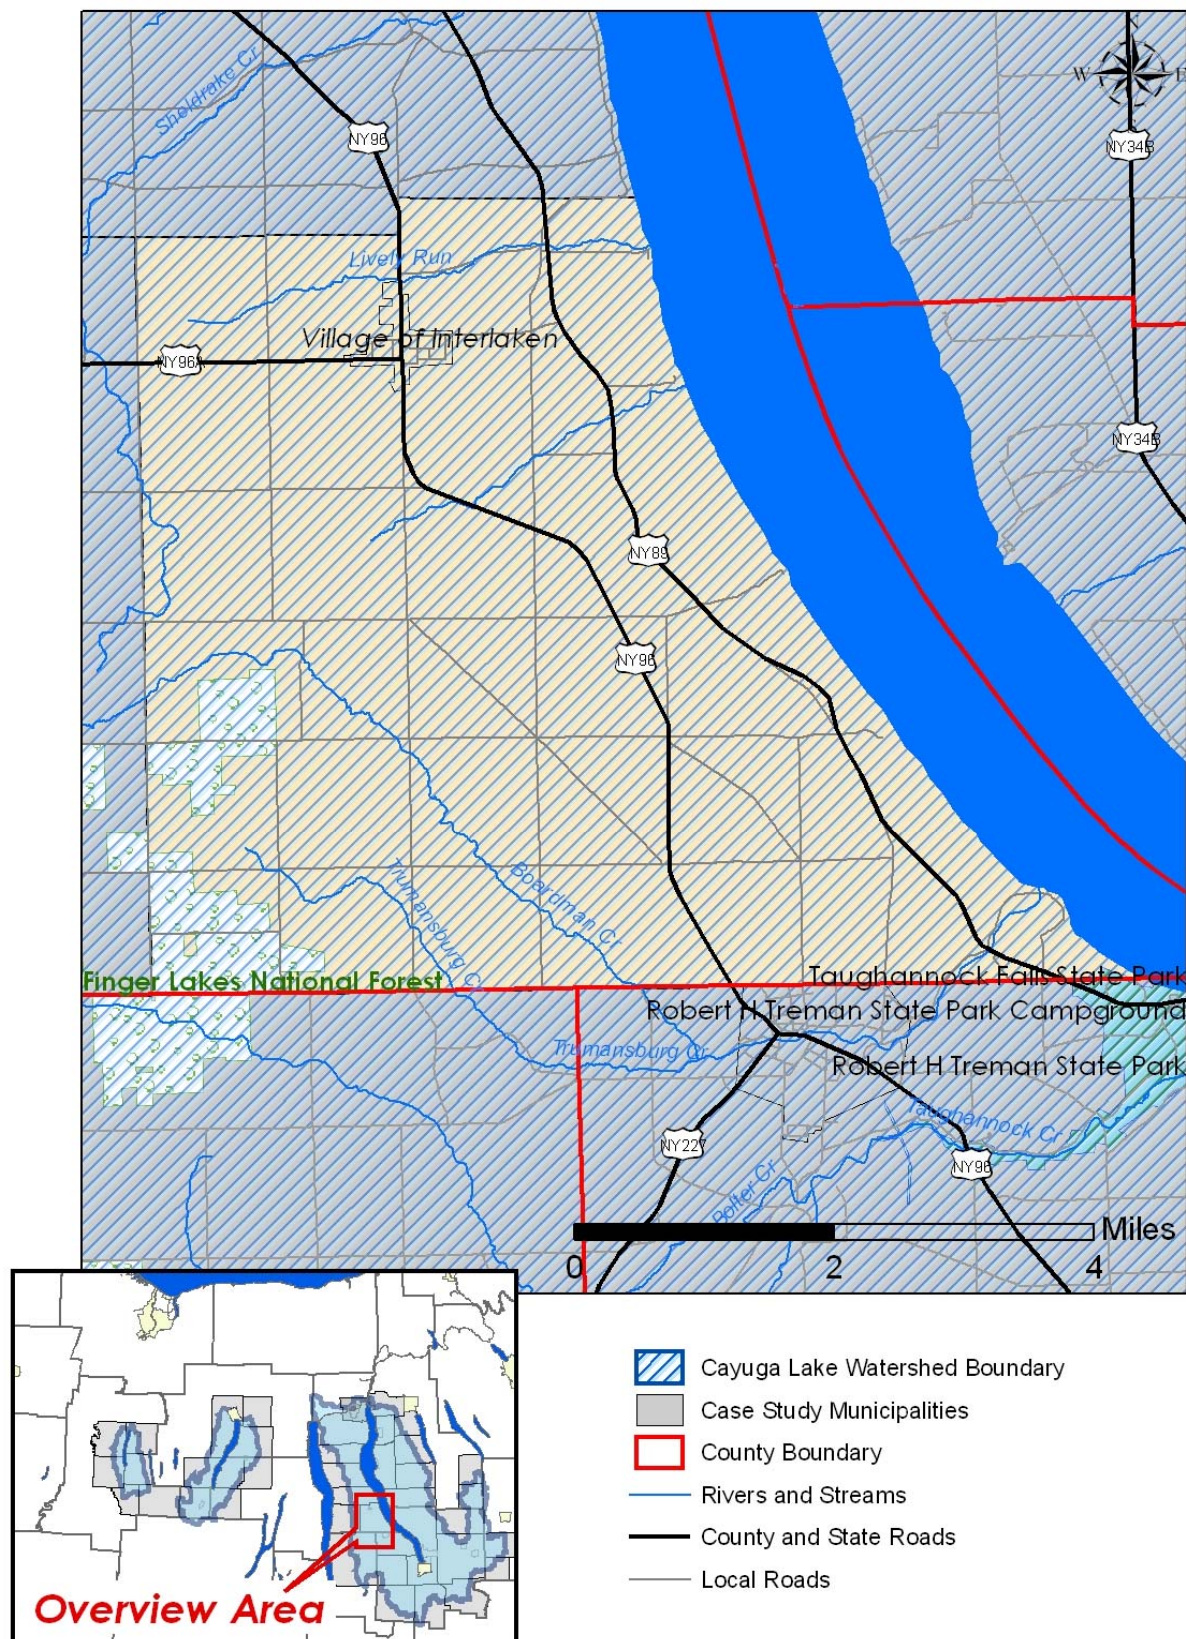 Sheldrake Cr
N
W
E
NY96
NY34B
Lively Run
Village of Interlaken
NY96A
NY34B
NY89
NY96
Trumansburg Cr
Boardman Cr
Finger Lakes National Forest
Taughannock Falls State Park
Robert H Treman State Park Campground
Trumansburg Cr
Robert H Treman State Park
Taughannock Cr
NY227
NY96
Bolter Cr
Miles
0 2 4
Overview Area
Cayuga Lake Watershed Boundary
Case Study Municipalities
County Boundary
Rivers and Streams
County and State Roads
Local Roads